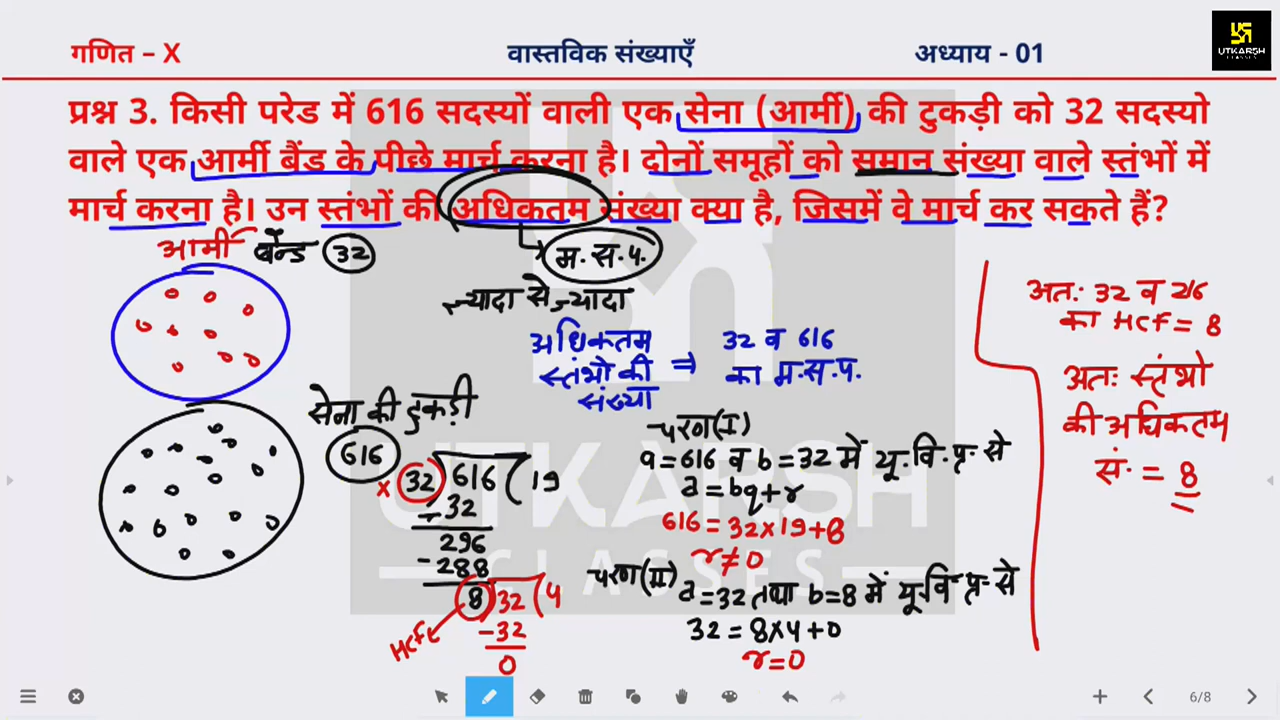 गणित – X
वास्तविक संख्याएँ
अध्याय - 01
UTKARSH
CLASSES
प्रश्न 3. किसी परेड में 616 सदस्यों वाली एक सेना (आर्मी) की टुकड़ी को 32 सदस्यो
वाले एक आर्मी बैंड के पीछे मार्च करना है। दोनों समूहों को समान संख्या वाले स्तंभों में
मार्च करना है। उन स्तंभों की अधिकतम संख्या क्या है, जिसमें वे मार्च कर सकते हैं?
आर्मी बैन्ड 32
म.स.प.
ज्यादा से ज्यादा
अधिकतम
स्तंभो की
संख्या
⇒ 32 व 616
का म.स.प.
सेना की टुकड़ी
616
x 32) 616 ( 19
- 32
296
- 288
8) 32 ( 4
- 32
0
HCF
चरण (I)
a = 616 व b = 32 में यू.वि.प्र. से
a = bq + r
616 = 32 x 19 + 8
r ≠ 0
चरण (II)
a = 32 तथा b = 8 में यू.वि.प्र. से
32 = 8 x 4 + 0
r = 0
अतः 32 व 216
का HCF = 8
अतः स्तंभो
की अधिकतम
सं. = 8
UTKARSH
CLASSES
6/8